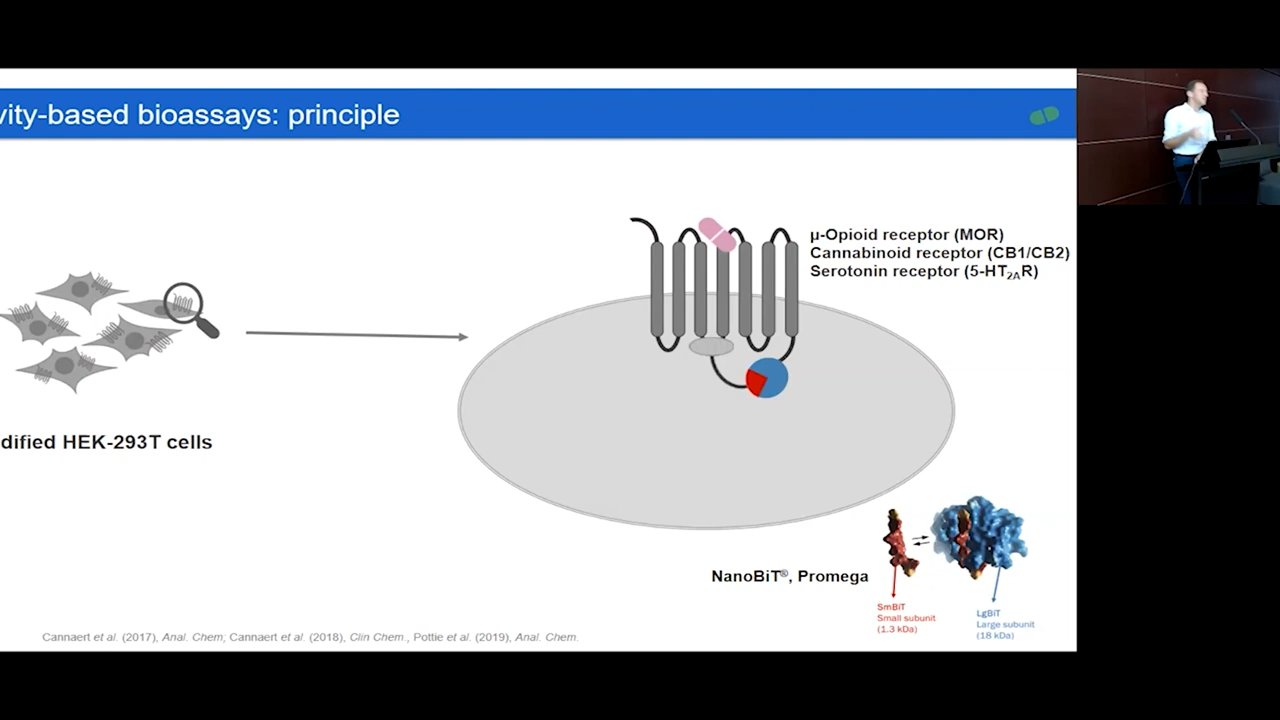 vity-based bioassays: principle
µ-Opioid receptor (MOR)
Cannabinoid receptor (CB1/CB2)
Serotonin receptor (5-HT2AR)
dified HEK-293T cells
NanoBiT®, Promega
SmBiT
Small subunit
(1.3 kDa)
LgBiT
Large subunit
(18 kDa)
Cannaert et al. (2017), Anal. Chem; Cannaert et al. (2018), Clin Chem., Pottie et al. (2019), Anal. Chem.